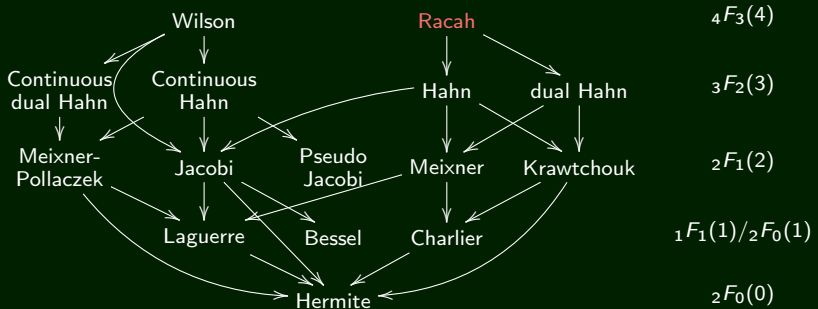 Wilson Racah ₄F₃(4)
Continuous Continuous
dual Hahn Hahn Hahn dual Hahn ₃F₂(3)
Meixner- Pseudo
Pollaczek Jacobi Jacobi Meixner Krawtchouk ₂F₁(2)
Laguerre Bessel Charlier ₁F₁(1)/₂F₀(1)
Hermite ₂F₀(0)